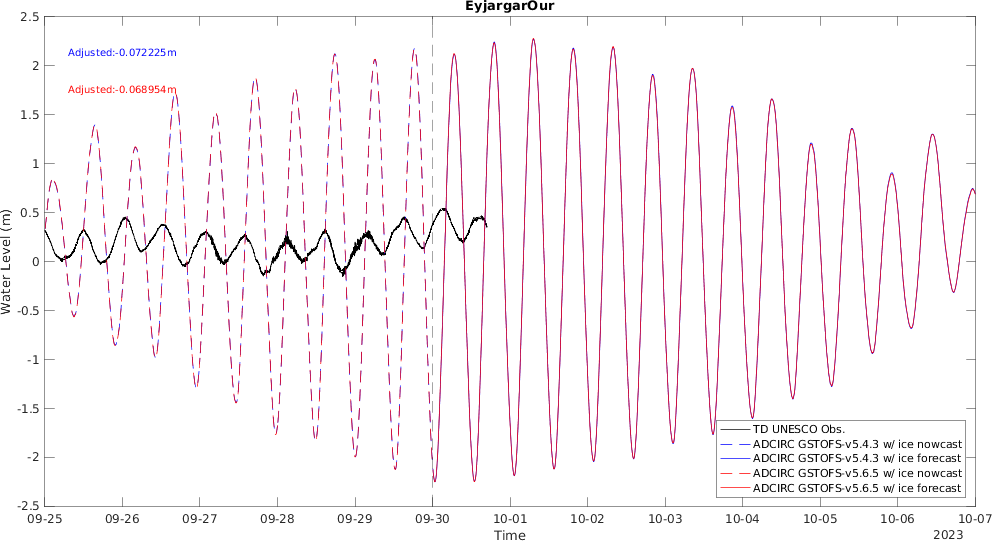 EyjargarOur
Adjusted:-0.072225m
Adjusted:-0.068954m
Water Level (m)
2.5
2
1.5
1
0.5
0
-0.5
-1
-1.5
-2
-2.5
TD UNESCO Obs.
ADCIRC GSTOFS-v5.4.3 w/ ice nowcast
ADCIRC GSTOFS-v5.4.3 w/ ice forecast
ADCIRC GSTOFS-v5.6.5 w/ ice nowcast
ADCIRC GSTOFS-v5.6.5 w/ ice forecast
09-25 09-26 09-27 09-28 09-29 09-30 10-01 10-02 10-03 10-04 10-05 10-06 10-07
Time
2023